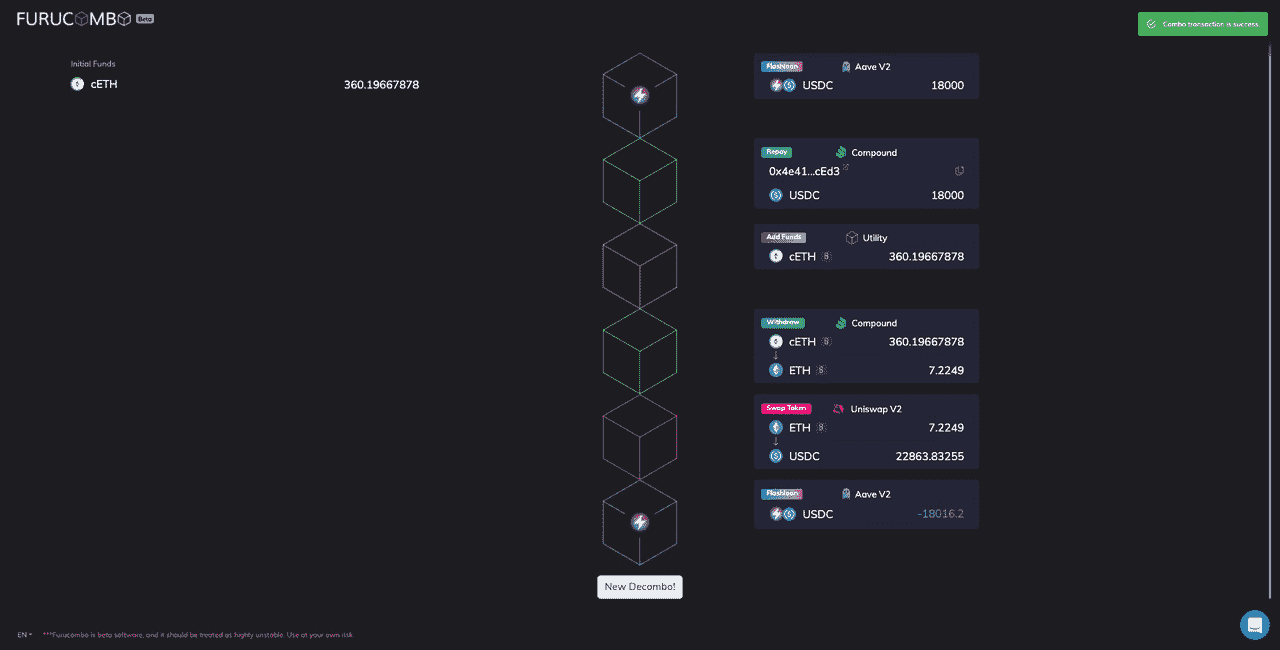 FURUCOMBO Beta
Combo transaction is success
Initial Funds
cETH 360.19667878
Flashloan Aave V2
USDC 18000
Repay Compound
0x4e41...cEd3
USDC 18000
Add Funds Utility
cETH 360.19667878
Withdraw Compound
cETH 360.19667878
↓
ETH 7.2249
Swap Token Uniswap V2
ETH 7.2249
↓
USDC 22863.83255
Flashloan Aave V2
USDC -18016.2
New Decombo!
EN ***Furucombo is beta software, and it should be treated as highly unstable. Use at your own risk